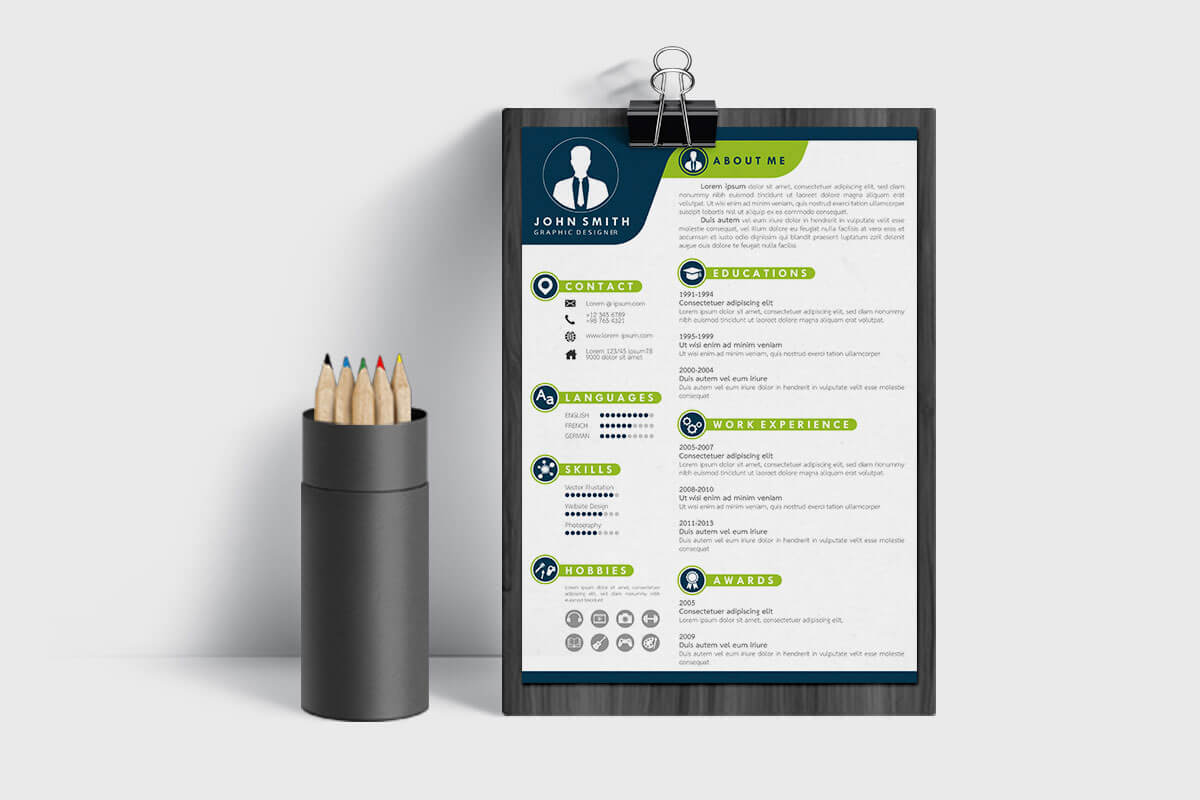 JOHN SMITH
GRAPHIC DESIGNER
CONTACT
Lorem @ ipsum.com
+12 345 6789
+98 765 4321
www.lorem ipsum.com
Lorem 123/45 ipsum78
9000 dolor sit amet
Aa
LANGUAGES
ENGLISH
FRENCH
GERMAN
SKILLS
Vector Illustation
Website Design
Photography
HOBBIES
Lorem ipsum dolor sit amet, consectetuer
adipiscing elit, sed diam nonummy nibh
euismod tincidunt
ABOUT ME
Lorem ipsum dolor sit amet, consectetuer adipiscing elit, sed diam
nonummy nibh euismod tincidunt ut laoreet dolore magna aliquam erat
volutpat. Ut wisi enim ad minim veniam, quis nostrud exerci tation ullamcorper
suscipit lobortis nisl ut aliquip ex ea commodo consequat.
Duis autem vel eum iriure dolor in hendrerit in vulputate velit esse
molestie consequat, vel illum dolore eu feugiat nulla facilisis at vero eros et
accumsan et iusto odio dignissim qui blandit praesent luptatum zzril delenit
augue duis dolore te feugait nulla facilisi
EDUCATIONS
1991-1994
Consectetuer adipiscing elit
Lorem ipsum dolor sit amet, consectetuer adipiscing elit, sed diam nonummy
nibh euismod tincidunt ut laoreet dolore magna aliquam erat volutpat.
1995-1999
Ut wisi enim ad minim veniam
Ut wisi enim ad minim veniam, quis nostrud exerci tation ullamcorper
2000-2004
Duis autem vel eum iriure
Duis autem vel eum iriure dolor in hendrerit in vulputate velit esse molestie
consequat
WORK EXPERIENCE
2005-2007
Consectetuer adipiscing elit
Lorem ipsum dolor sit amet, consectetuer adipiscing elit, sed diam nonummy
nibh euismod tincidunt ut laoreet dolore magna aliquam erat volutpat.
2008-2010
Ut wisi enim ad minim veniam
Ut wisi enim ad minim veniam, quis nostrud exerci tation ullamcorper
2011-2013
Duis autem vel eum iriure
Duis autem vel eum iriure dolor in hendrerit in vulputate velit esse molestie
consequat
AWARDS
2005
Consectetuer adipiscing elit
Lorem ipsum dolor sit amet, consectetuer adipiscing elit,
2009
Duis autem vel eum iriure
Duis autem vel eum iriure dolor in hendrerit in vulputate velit esse molestie
consequat